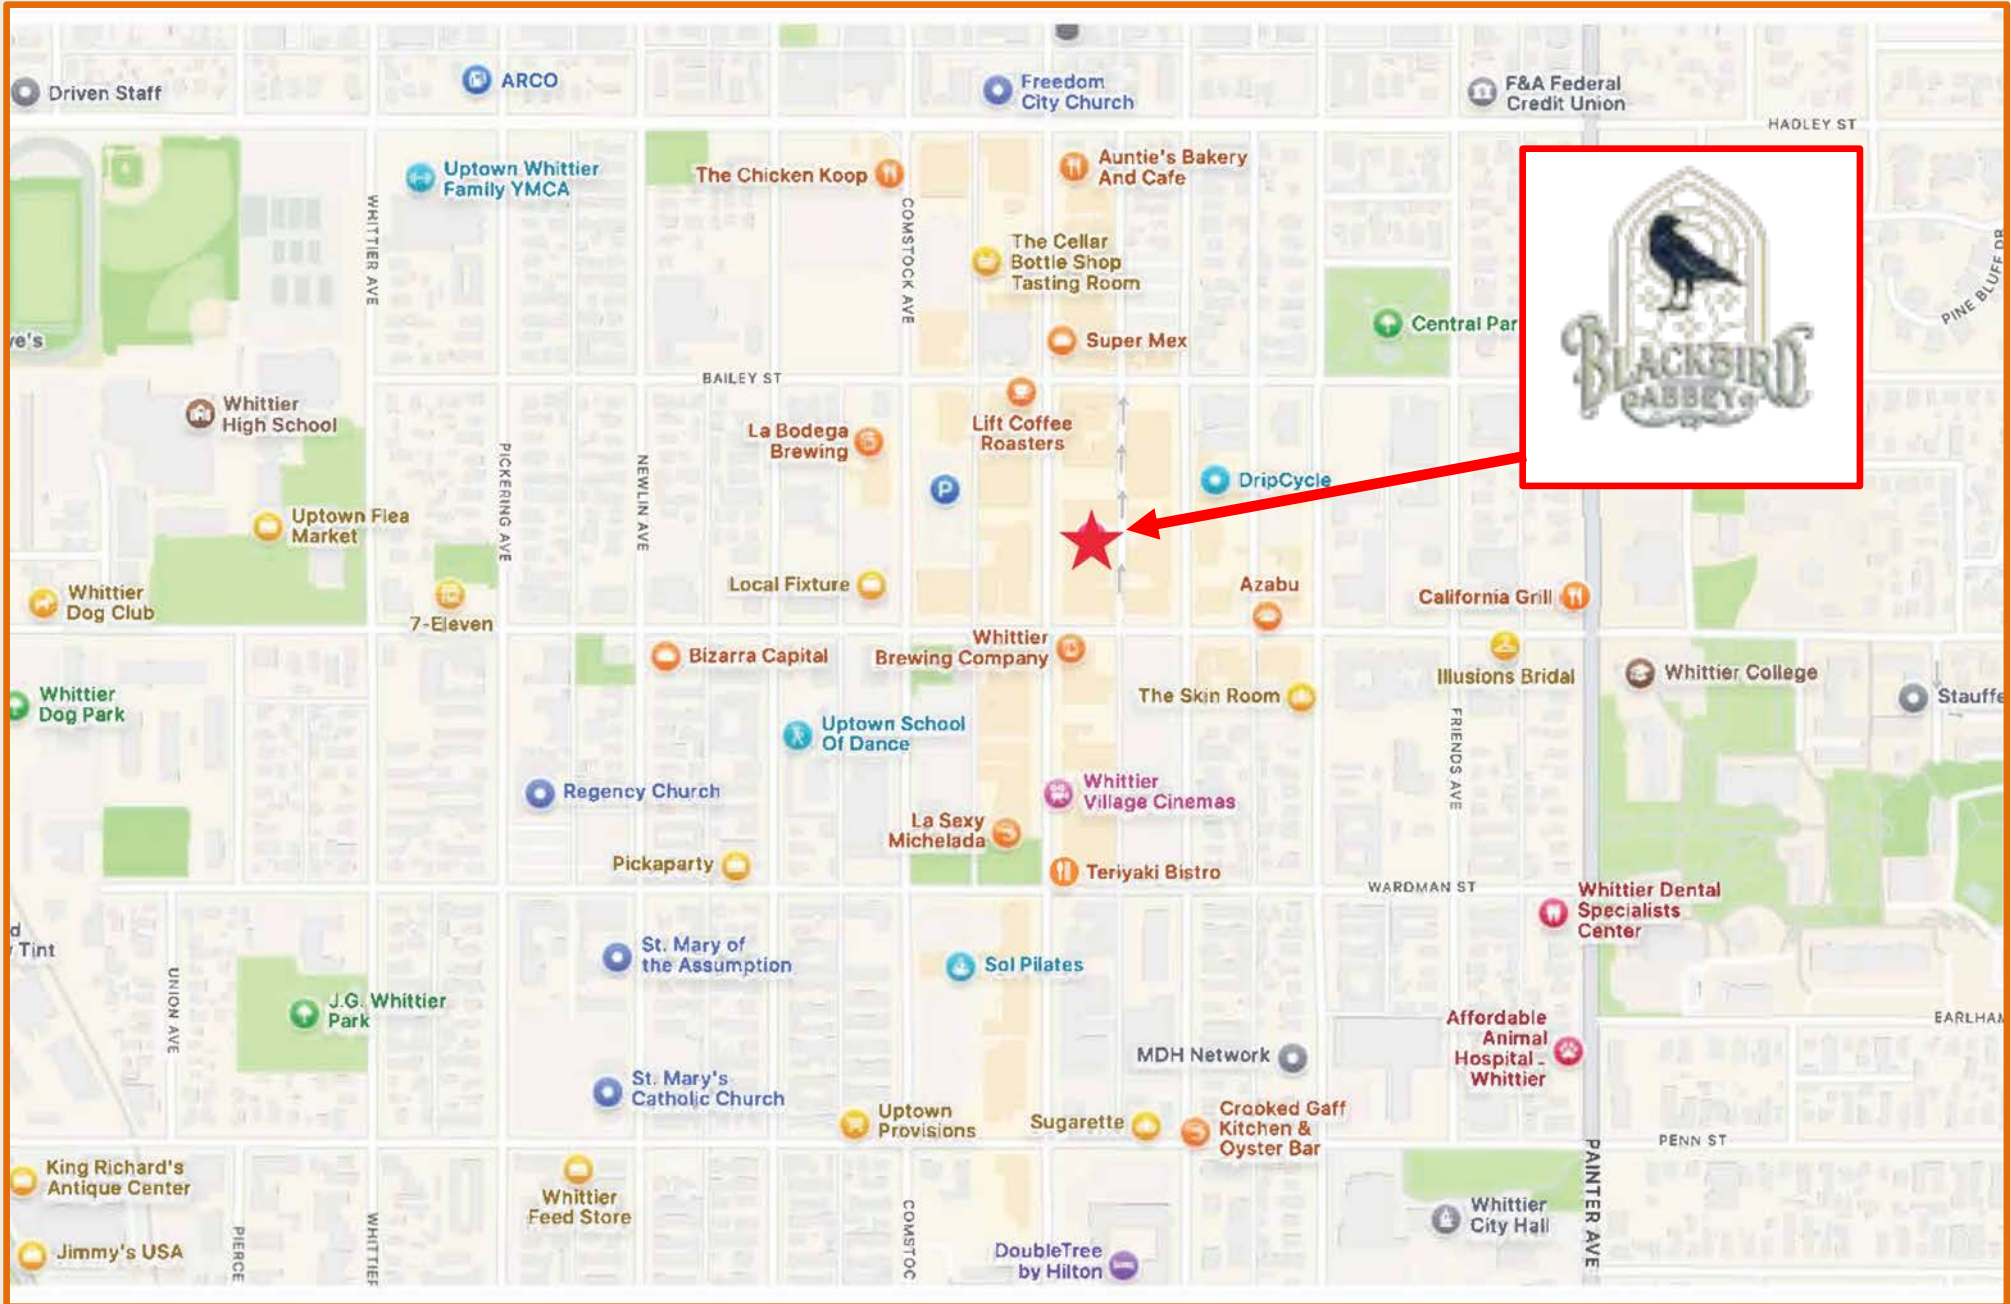 Driven Staff
ARCO
Freedom
City Church
F&A Federal
Credit Union
HADLEY ST
Uptown Whittier
Family YMCA
The Chicken Koop
Auntie's Bakery
And Cafe
WHITTIER AVE
COMSTOCK AVE
The Cellar
Bottle Shop
Tasting Room
Central Par
PINE BLUFF DR
BLACKBIRD
ABBEY
Super Mex
BAILEY ST
Whittier
High School
La Bodega
Brewing
Lift Coffee
Roasters
PICKERING AVE
NEWLIN AVE
P
DripCycle
Uptown Flea
Market
Whittier
Dog Club
7-Eleven
Local Fixture
Azabu
California Grill
Whittier
Brewing Company
Bizarra Capital
Illusions Bridal
Whittier College
Stauffe
Whittier
Dog Park
The Skin Room
Uptown School
Of Dance
FRIENDS AVE
Regency Church
Whittier
Village Cinemas
La Sexy
Michelada
Pickaparty
Teriyaki Bistro
WARDMAN ST
Whittier Dental
Specialists
Center
Tint
St. Mary of
the Assumption
Sol Pilates
UNION AVE
J.G. Whittier
Park
Affordable
Animal
Hospital -
Whittier
EARLHAM
MDH Network
St. Mary's
Catholic Church
Uptown
Provisions
Sugarette
Crooked Gaff
Kitchen &
Oyster Bar
PENN ST
PAINTER AVE
King Richard's
Antique Center
Whittier
Feed Store
Whittier
City Hall
PIERCE
WHITTIER
COMSTOC
Jimmy's USA
DoubleTree
by Hilton